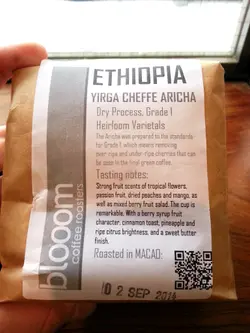 ETHIOPIA
YIRGA CHEFFE ARICHA
Dry Process, Grade 1
Heirloom Varietals
The Aricha was prepared to the standards
for Grade 1, which means removing
over-ripe and under-ripe cherries that can
be seen in the final green coffee.
Tasting notes:
Strong fruit scents of tropical flowers,
passion fruit, dried peaches and mango, as
well as mixed berry fruit salad. The cup is
remarkable. With a berry syrup fruit
character, cinnamon toast, pineapple and
ripe citrus brightness, and a sweet butter
finish.
Roasted in MACAO:
02 SEP
blooom
coffee roasters